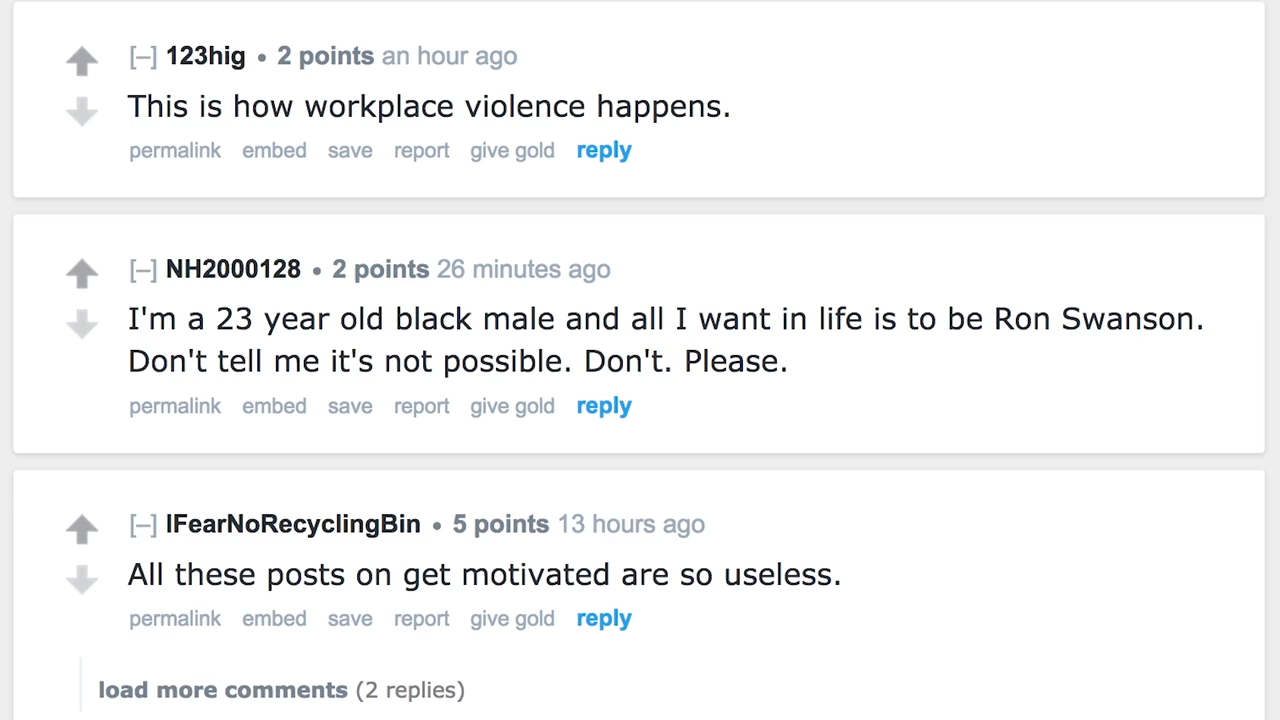 [–] 123hig • 2 points an hour ago
This is how workplace violence happens.
permalink embed save report give gold reply
[–] NH2000128 • 2 points 26 minutes ago
I'm a 23 year old black male and all I want in life is to be Ron Swanson.
Don't tell me it's not possible. Don't. Please.
permalink embed save report give gold reply
[–] IFearNoRecyclingBin • 5 points 13 hours ago
All these posts on get motivated are so useless.
permalink embed save report give gold reply
load more comments (2 replies)